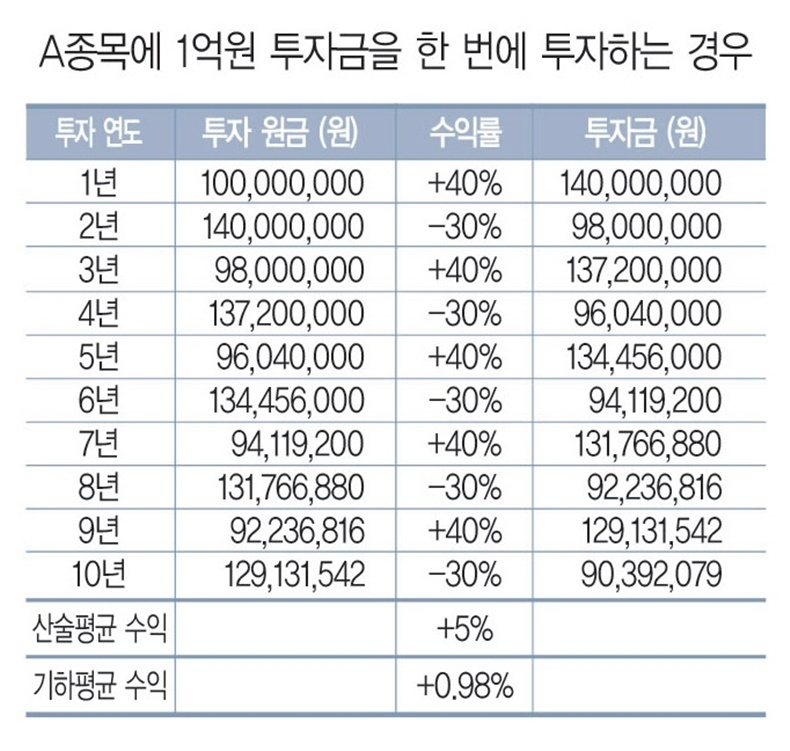 A종목에 1억원 투자금을 한 번에 투자하는 경우
투자 연도 투자 원금 (원) 수익률 투자금 (원)
1년 100,000,000 +40% 140,000,000
2년 140,000,000 -30% 98,000,000
3년 98,000,000 +40% 137,200,000
4년 137,200,000 -30% 96,040,000
5년 96,040,000 +40% 134,456,000
6년 134,456,000 -30% 94,119,200
7년 94,119,200 +40% 131,766,880
8년 131,766,880 -30% 92,236,816
9년 92,236,816 +40% 129,131,542
10년 129,131,542 -30% 90,392,079
산술평균 수익 +5%
기하평균 수익 +0.98%